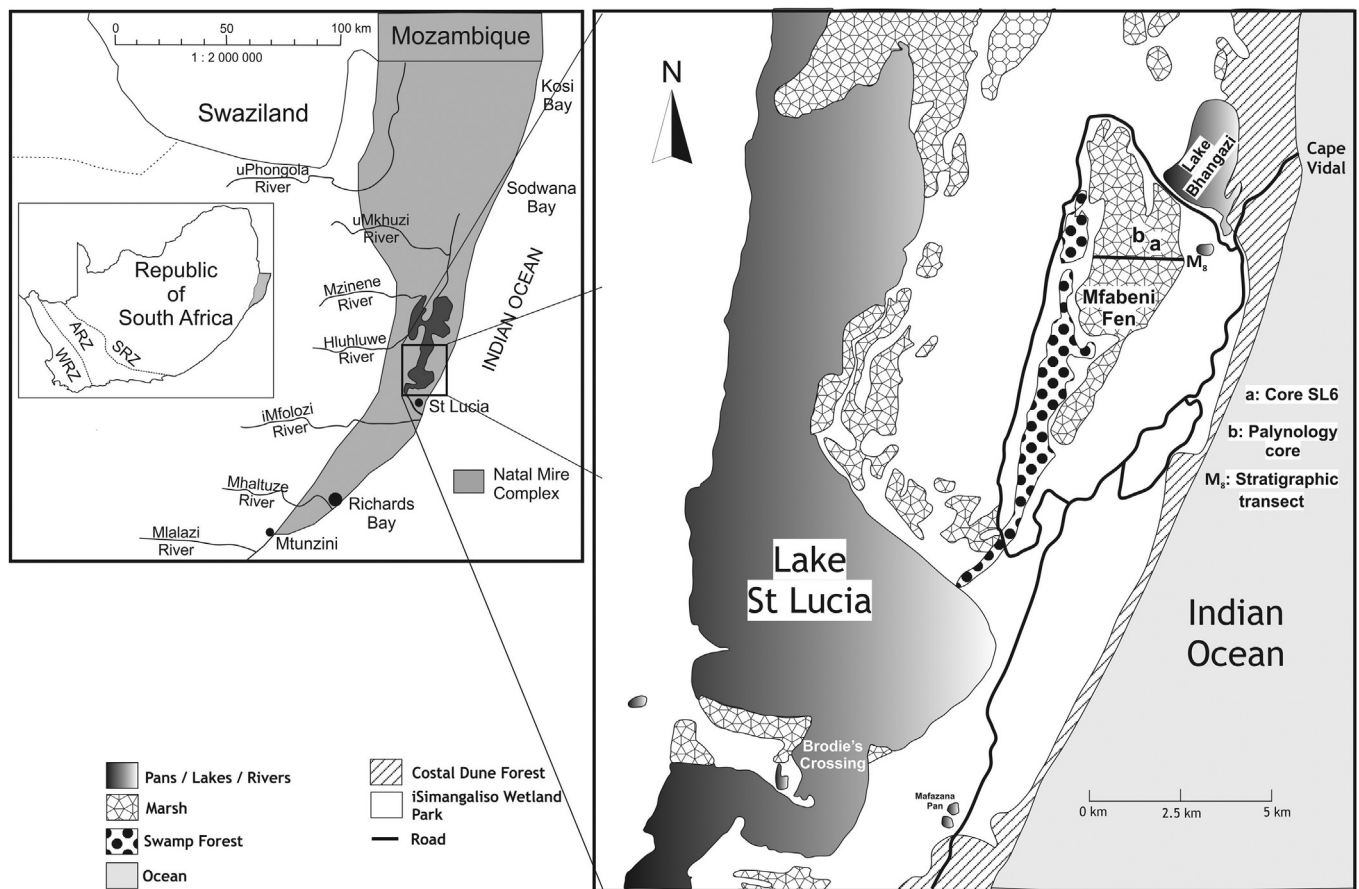 0 50 100 km
1 : 2 000 000
Mozambique
Kosi
Bay
Swaziland
uPhongola
River
Sodwana
Bay
uMkhuzi
River
Republic
of
South Africa
ARZ
SRZ
WRZ
Mzinene
River
INDIAN OCEAN
Hluhluwe
River
St Lucia
iMfolozi
River
Natal Mire
Complex
Mhaltuze
River
Richards
Bay
Mlalazi
River
Mtunzini
N
Lake
Bhangazi
Cape
Vidal
b a
M8
Mfabeni
Fen
a: Core SL6
b: Palynology
core
M8: Stratigraphic
transect
Lake
St Lucia
Indian
Ocean
Brodie's
Crossing
Mafazana
Pan
0 km 2.5 km 5 km
Pans / Lakes / Rivers
Marsh
Swamp Forest
Ocean
Costal Dune Forest
iSimangaliso Wetland
Park
Road